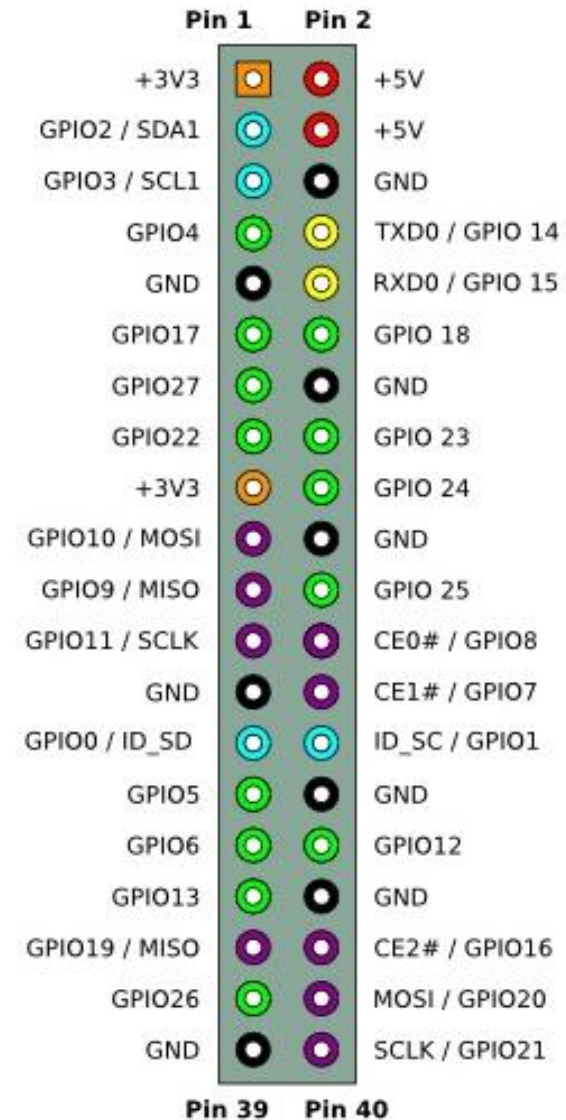 Pin 1 Pin 2
+3V3 +5V
GPIO2 / SDA1 +5V
GPIO3 / SCL1 GND
GPIO4 TXD0 / GPIO 14
GND RXD0 / GPIO 15
GPIO17 GPIO 18
GPIO27 GND
GPIO22 GPIO 23
+3V3 GPIO 24
GPIO10 / MOSI GND
GPIO9 / MISO GPIO 25
GPIO11 / SCLK CE0# / GPIO8
GND CE1# / GPIO7
GPIO0 / ID_SD ID_SC / GPIO1
GPIO5 GND
GPIO6 GPIO12
GPIO13 GND
GPIO19 / MISO CE2# / GPIO16
GPIO26 MOSI / GPIO20
GND SCLK / GPIO21
Pin 39 Pin 40